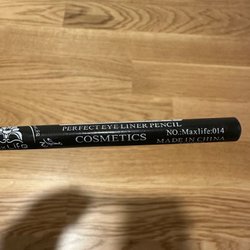 PERFECT EYE LINER PENCIL
COSMETICS
NO.:Maxlife:014
MADE IN CHINA